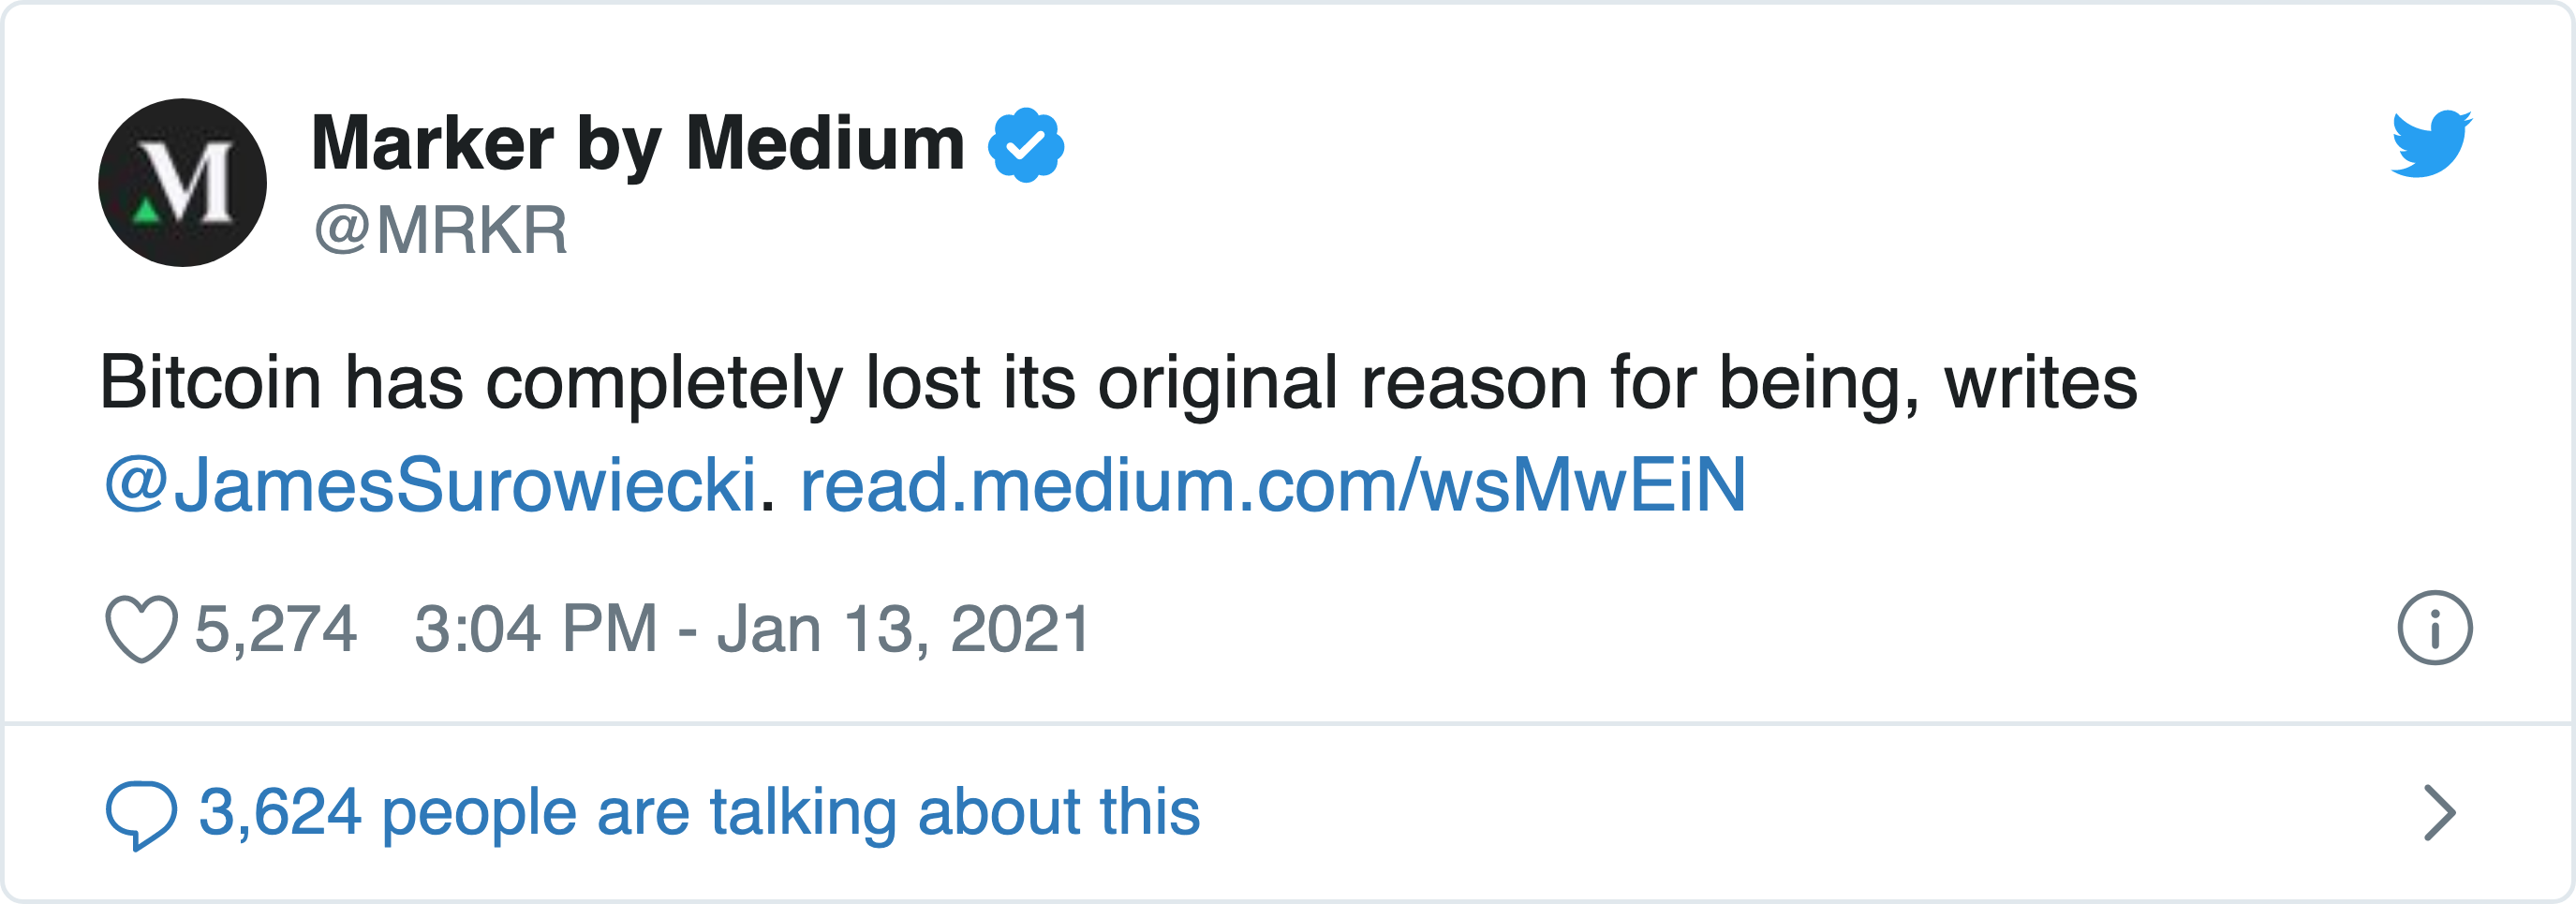 Marker by Medium
@MRKR
Bitcoin has completely lost its original reason for being, writes
@JamesSurowiecki. read.medium.com/wsMwEiN
5,274 3:04 PM - Jan 13, 2021
3,624 people are talking about this